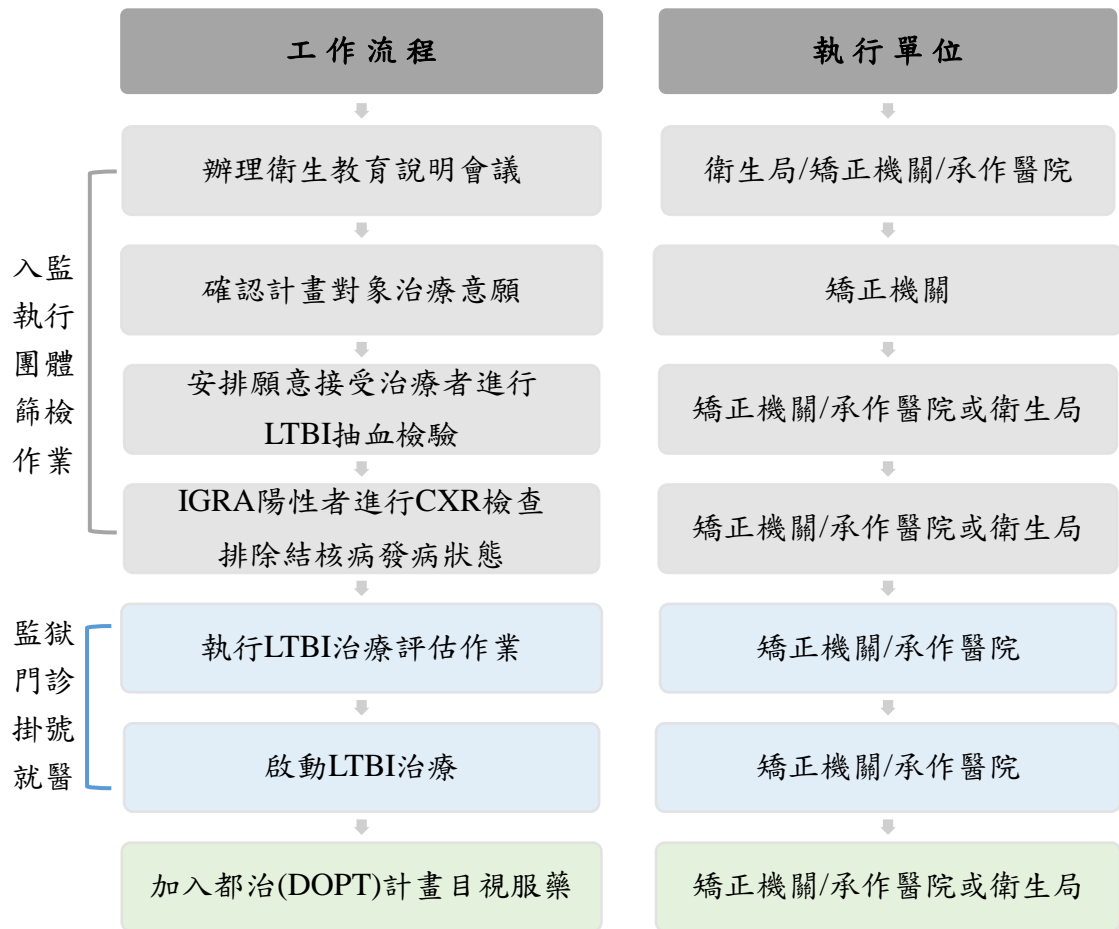 工作流程
執行單位
入監
執行
團體
篩檢
作業
辦理衛生教育說明會議
衛生局/矯正機關/承作醫院
確認計畫對象治療意願
矯正機關
安排願意接受治療者進行
LTBI抽血檢驗
矯正機關/承作醫院或衛生局
IGRA陽性者進行CXR檢查
排除結核病發病狀態
矯正機關/承作醫院或衛生局
監獄
門診
掛號
就醫
執行LTBI治療評估作業
矯正機關/承作醫院
啟動LTBI治療
矯正機關/承作醫院
加入都治(DOPT)計畫目視服藥
矯正機關/承作醫院或衛生局